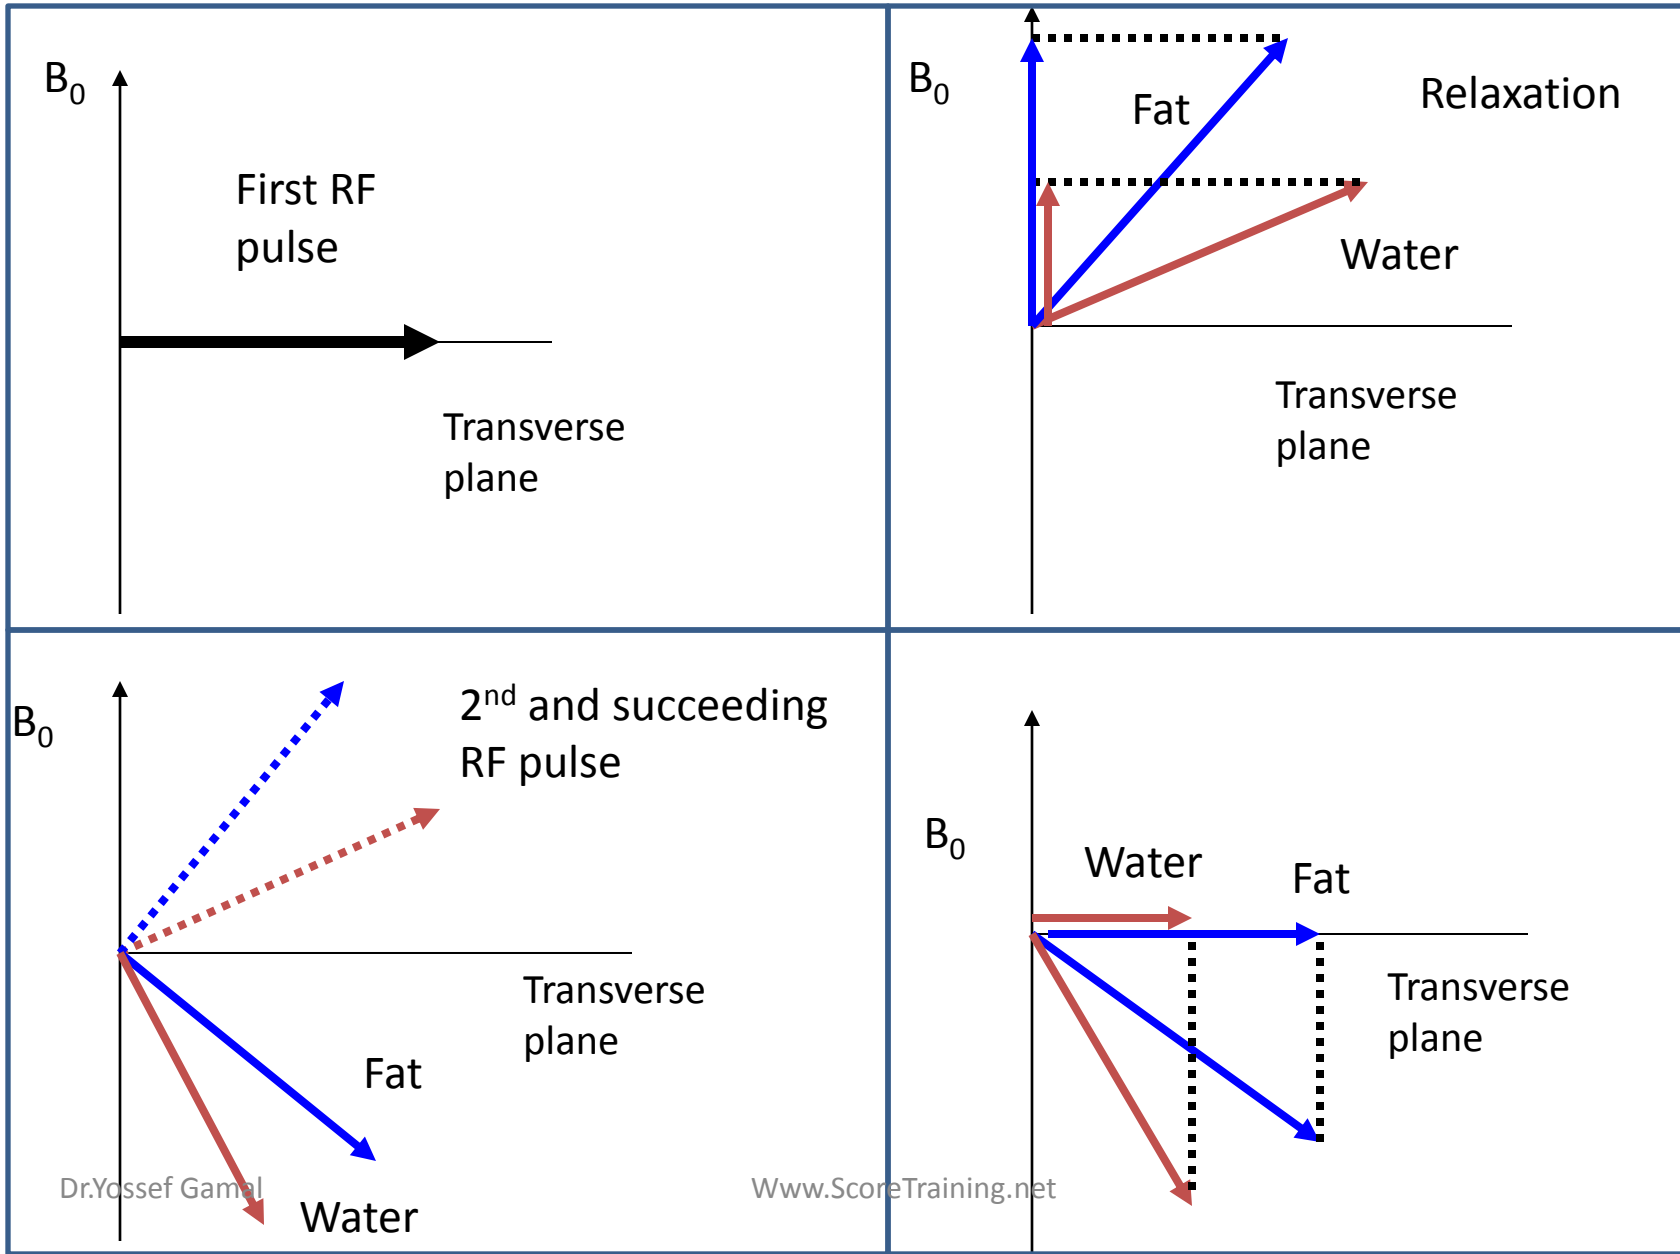 B₀
First RF
pulse
Transverse
plane
B₀
Fat
Relaxation
Water
Transverse
plane
B₀
2nd and succeeding
RF pulse
Transverse
plane
Fat
Water
B₀
Water
Fat
Transverse
plane
Dr.Yossef Gamal
Www.ScoreTraining.net